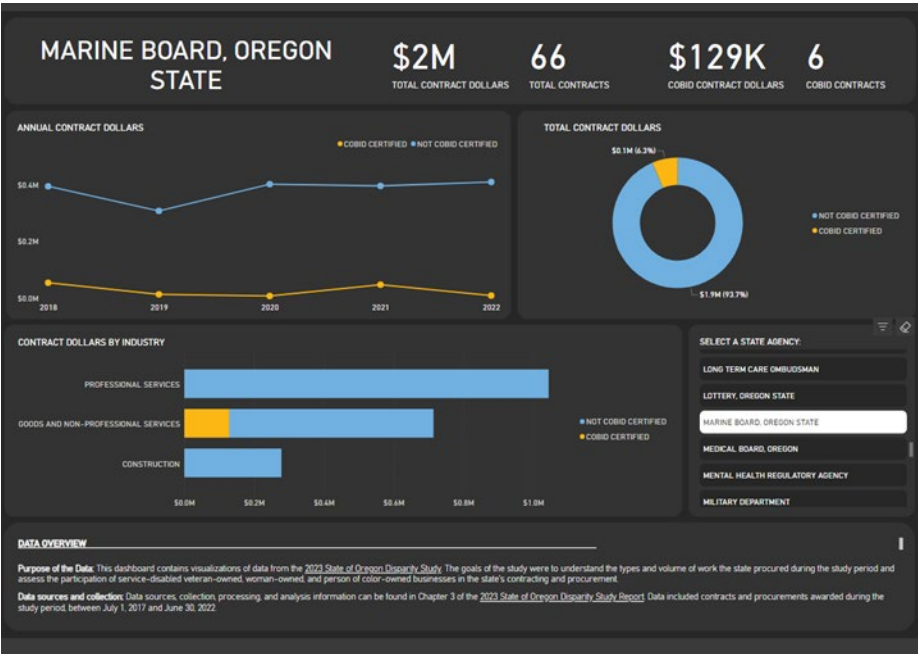 MARINE BOARD, OREGON
STATE
$2M
TOTAL CONTRACT DOLLARS
66
TOTAL CONTRACTS
$129K
COBID CONTRACT DOLLARS
6
COBID CONTRACTS
ANNUAL CONTRACT DOLLARS
COBID CERTIFIED NOT COBID CERTIFIED
$0.4M
$0.2M
$0.0M
2018 2019 2020 2021 2022
TOTAL CONTRACT DOLLARS
$0.1M (6.3%)
NOT COBID CERTIFIED
COBID CERTIFIED
$1.9M (93.7%)
CONTRACT DOLLARS BY INDUSTRY
PROFESSIONAL SERVICES
GOODS AND NON-PROFESSIONAL SERVICES
CONSTRUCTION
NOT COBID CERTIFIED
COBID CERTIFIED
$0.0M $0.2M $0.4M $0.6M $0.8M $1.0M
SELECT A STATE AGENCY:
LONG TERM CARE OMBUDSMAN
LOTTERY, OREGON STATE
MARINE BOARD, OREGON STATE
MEDICAL BOARD, OREGON
MENTAL HEALTH REGULATORY AGENCY
MILITARY DEPARTMENT
DATA OVERVIEW
Purpose of the Data: This dashboard contains visualizations of data from the 2023 State of Oregon Disparity Study. The goals of the study were to understand the types and volume of work the state procured during the study period and
assess the participation of service-disabled veteran-owned, woman-owned, and person of color-owned businesses in the state's contracting and procurement.
Data sources and collection: Data sources, collection, processing, and analysis information can be found in Chapter 3 of the 2023 State of Oregon Disparity Study Report. Data included contracts and procurements awarded during the
study period, between July 1, 2017 and June 30, 2022.